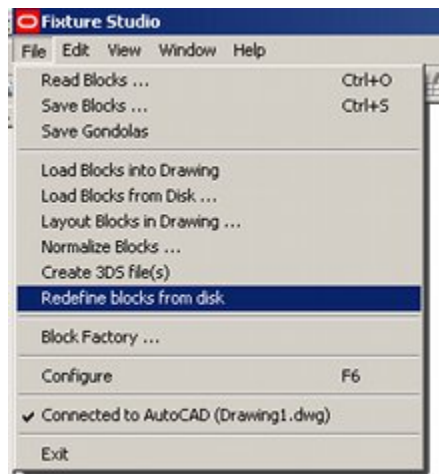 Fixture Studio
File Edit View Window Help
Read Blocks ... Ctrl+O
Save Blocks ... Ctrl+S
Save Gondolas
Load Blocks into Drawing
Load Blocks from Disk ...
Layout Blocks in Drawing ...
Normalize Blocks ...
Create 3DS file(s)
Redefine blocks from disk
Block Factory ...
Configure F6
Connected to AutoCAD (Drawing1.dwg)
Exit